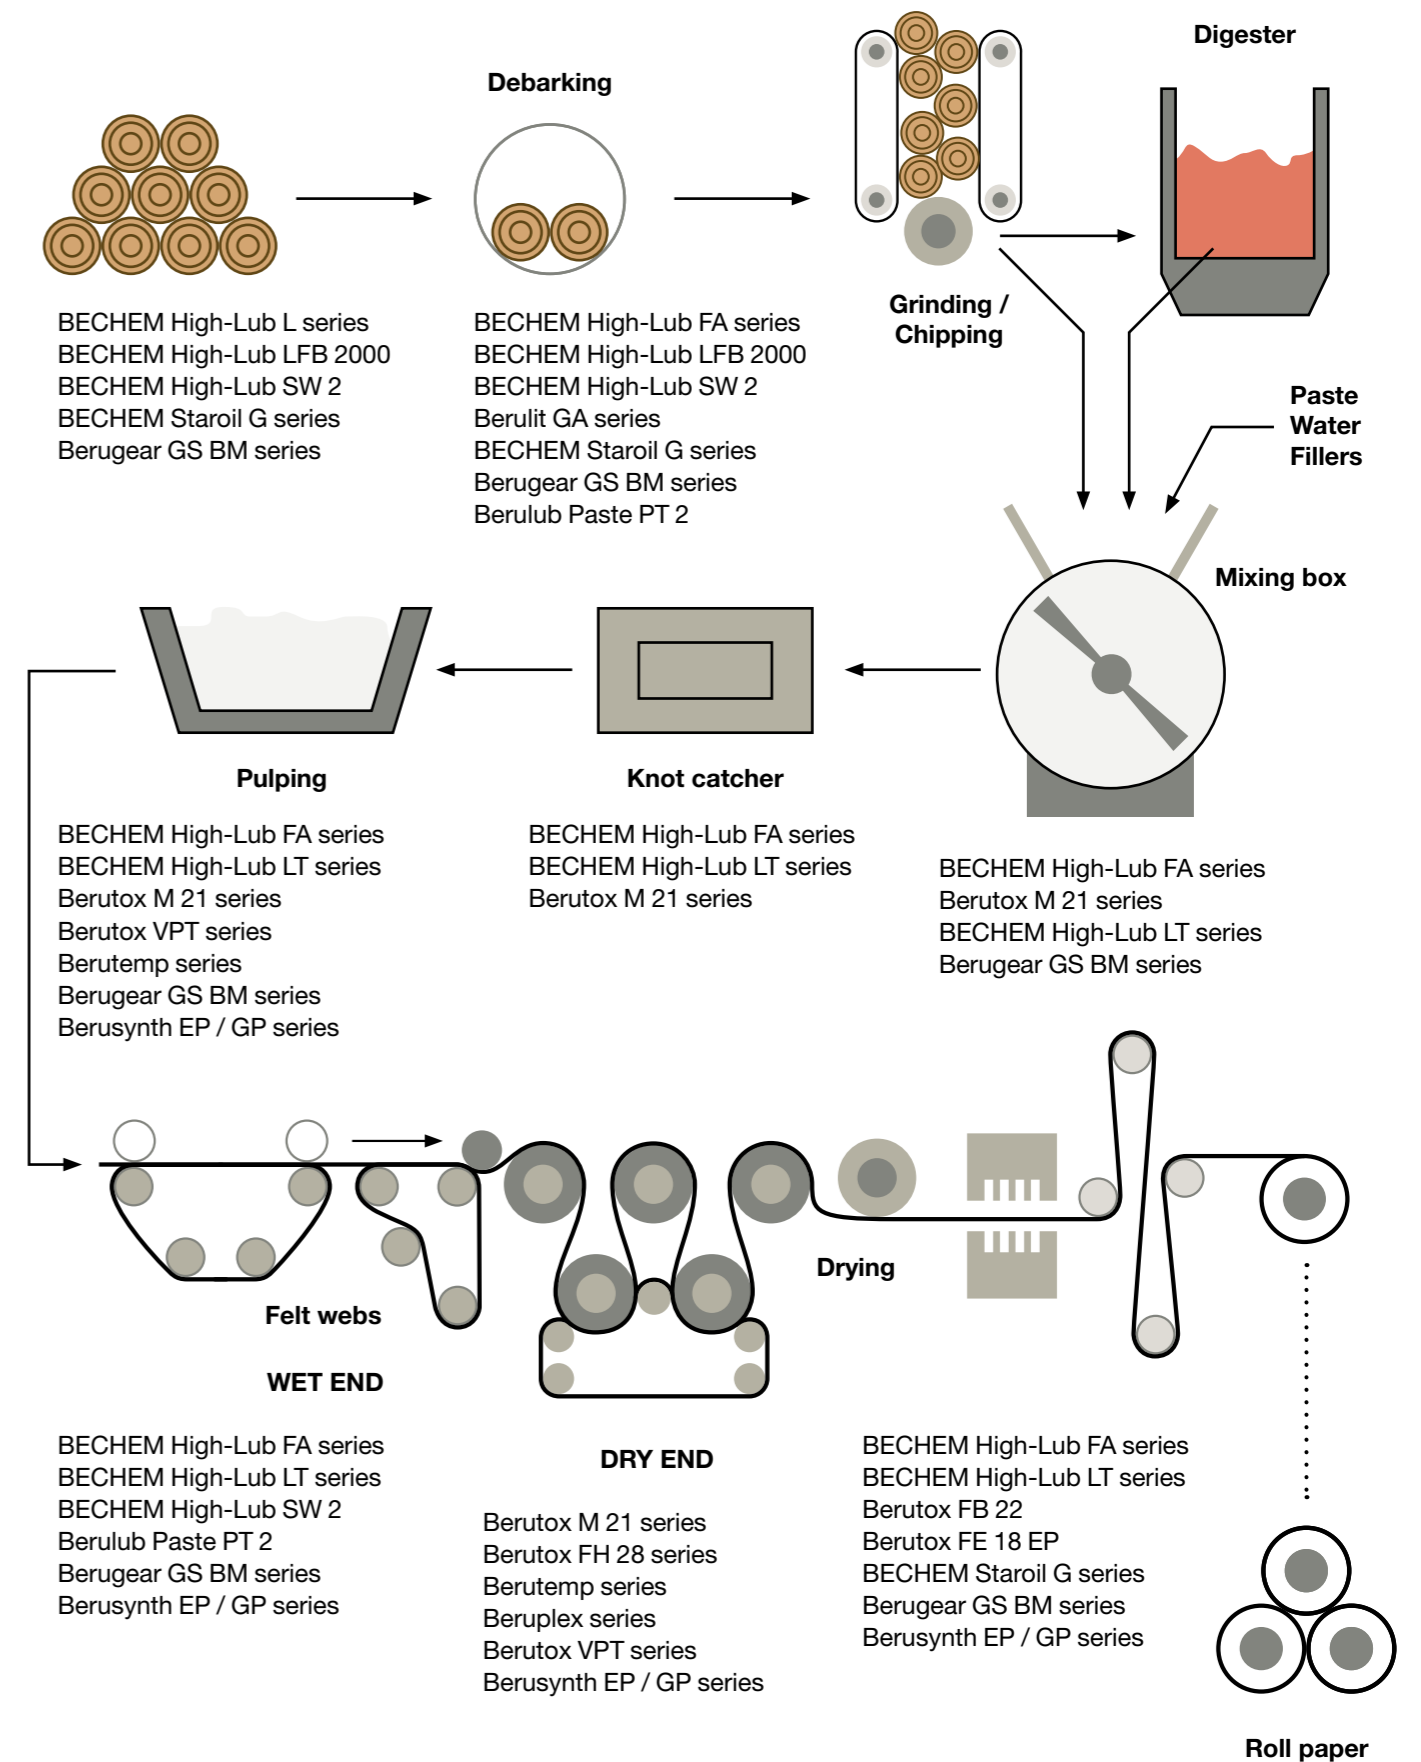 Digester
Debarking
Grinding /
Chipping
BECHEM High-Lub L series
BECHEM High-Lub LFB 2000
BECHEM High-Lub SW 2
BECHEM Staroil G series
Berugear GS BM series
BECHEM High-Lub FA series
BECHEM High-Lub LFB 2000
BECHEM High-Lub SW 2
Berulit GA series
BECHEM Staroil G series
Berugear GS BM series
Berulub Paste PT 2
Paste
Water
Fillers
Mixing box
Pulping
Knot catcher
BECHEM High-Lub FA series
BECHEM High-Lub LT series
Berutox M 21 series
Berutox VPT series
Berutemp series
Berugear GS BM series
Berusynth EP / GP series
BECHEM High-Lub FA series
BECHEM High-Lub LT series
Berutox M 21 series
BECHEM High-Lub FA series
Berutox M 21 series
BECHEM High-Lub LT series
Berugear GS BM series
Drying
Felt webs
WET END
BECHEM High-Lub FA series
BECHEM High-Lub LT series
BECHEM High-Lub SW 2
Berulub Paste PT 2
Berugear GS BM series
Berusynth EP / GP series
DRY END
Berutox M 21 series
Berutox FH 28 series
Berutemp series
Beruplex series
Berutox VPT series
Berusynth EP / GP series
BECHEM High-Lub FA series
BECHEM High-Lub LT series
Berutox FB 22
Berutox FE 18 EP
BECHEM Staroil G series
Berugear GS BM series
Berusynth EP / GP series
Roll paper